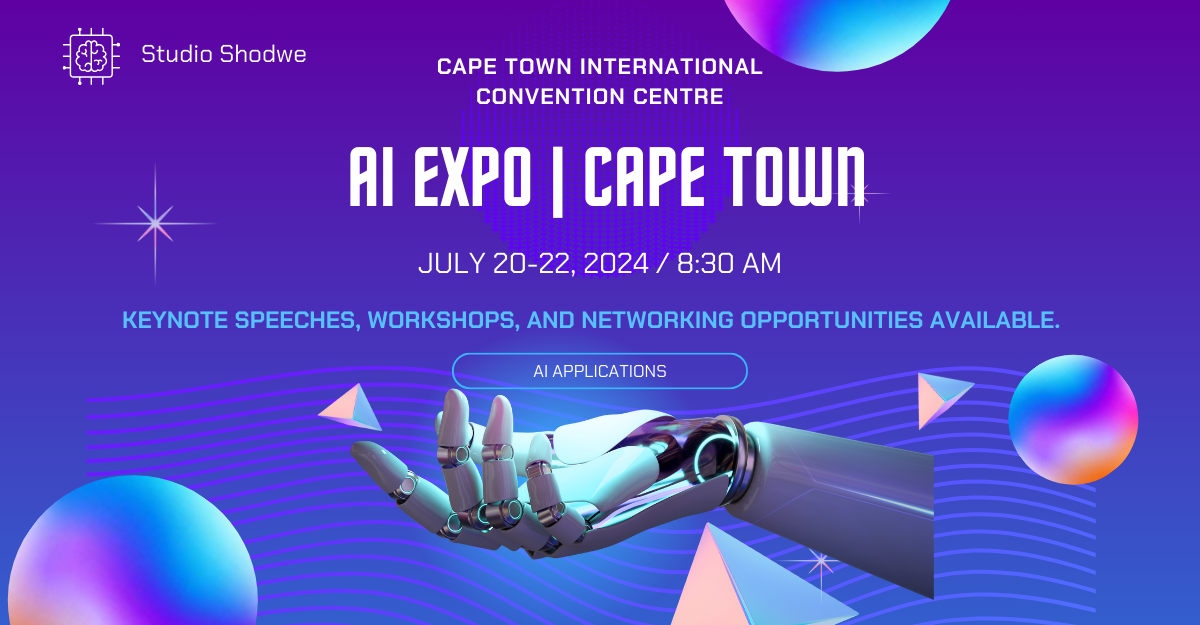 Studio Shodwe
CAPE TOWN INTERNATIONAL
CONVENTION CENTRE
AI EXPO | CAPE TOWN
JULY 20-22, 2024 / 8:30 AM
KEYNOTE SPEECHES, WORKSHOPS, AND NETWORKING OPPORTUNITIES AVAILABLE.
AI APPLICATIONS